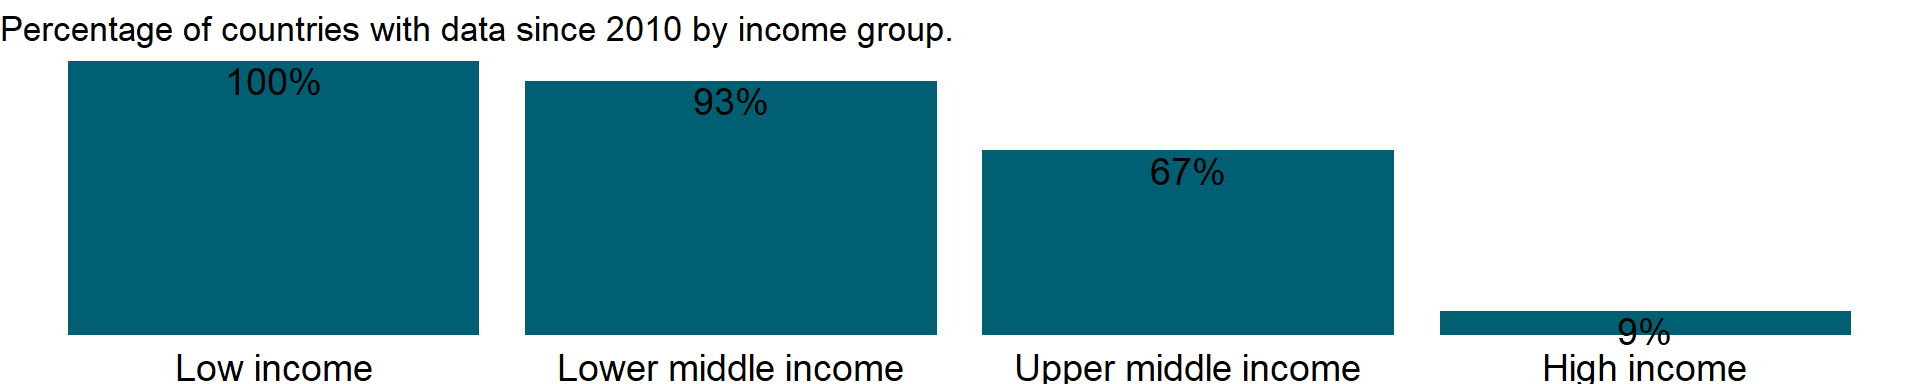 Percentage of countries with data since 2010 by income group.
100%
93%
67%
9%
Low income
Lower middle income
Upper middle income
High income